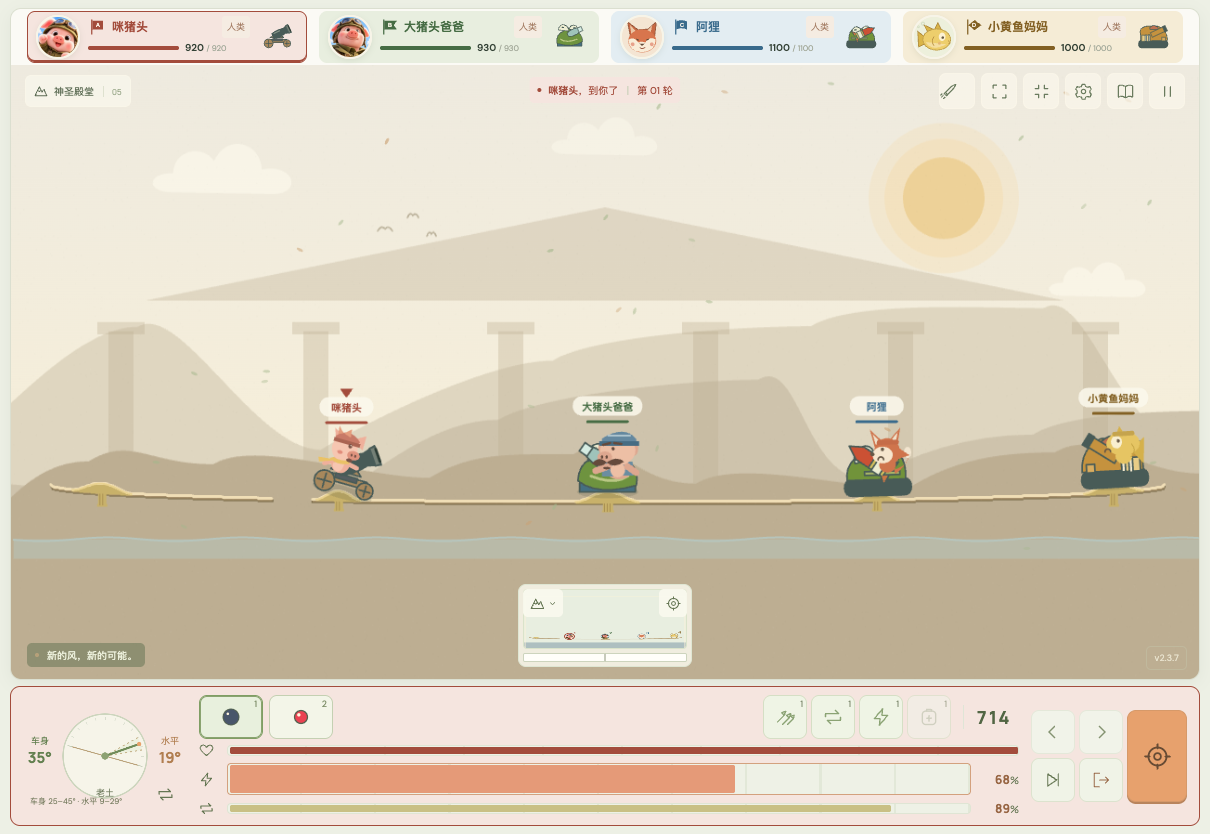 A 咪猪头 人类
920 / 920
B 大猪头爸爸 人类
930 / 930
C 阿狸 人类
1100 / 1100
D 小黄鱼妈妈 人类
1000 / 1000
神圣殿堂 05
咪猪头，到你了 第 01 轮
咪猪头
大猪头爸爸
阿狸
小黄鱼妈妈
新的风，新的可能。
v2.3.7
车身
35°
水平
19°
老土
车身 25–45° · 水平 9–29°
1
2
1
1
1
1
714
68%
89%